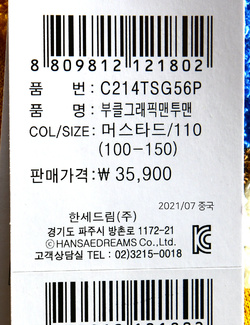 8 809812 121802
품 번: C214TSG56P
품 명: 부클그래픽맨투맨
COL/SIZE: 머스타드/110
(100-150)
판매가격: ₩ 35,900
2021/07 중국
한세드림(주)
경기도 파주시 방촌로 1172-21
ⓒHANSAEDREAMS Co.,Ltd.
고객상담실 TEL : 02)3215-0018